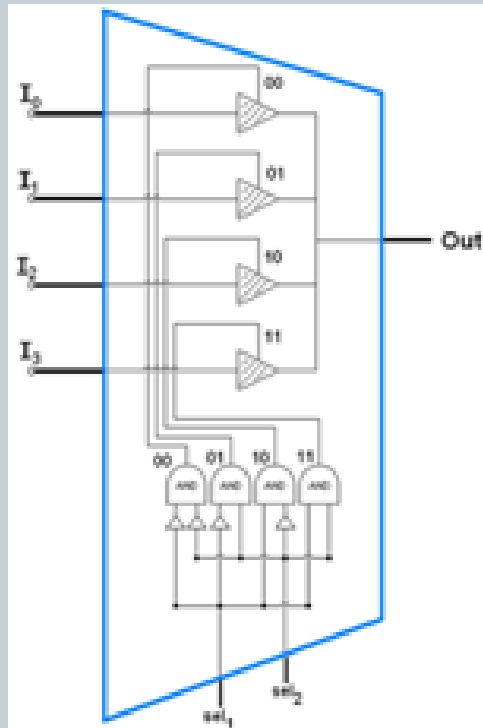 00
I0
01
I1
Out
10
I2
11
I3
00 01 10 11
AND AND AND AND
sel1 sel2